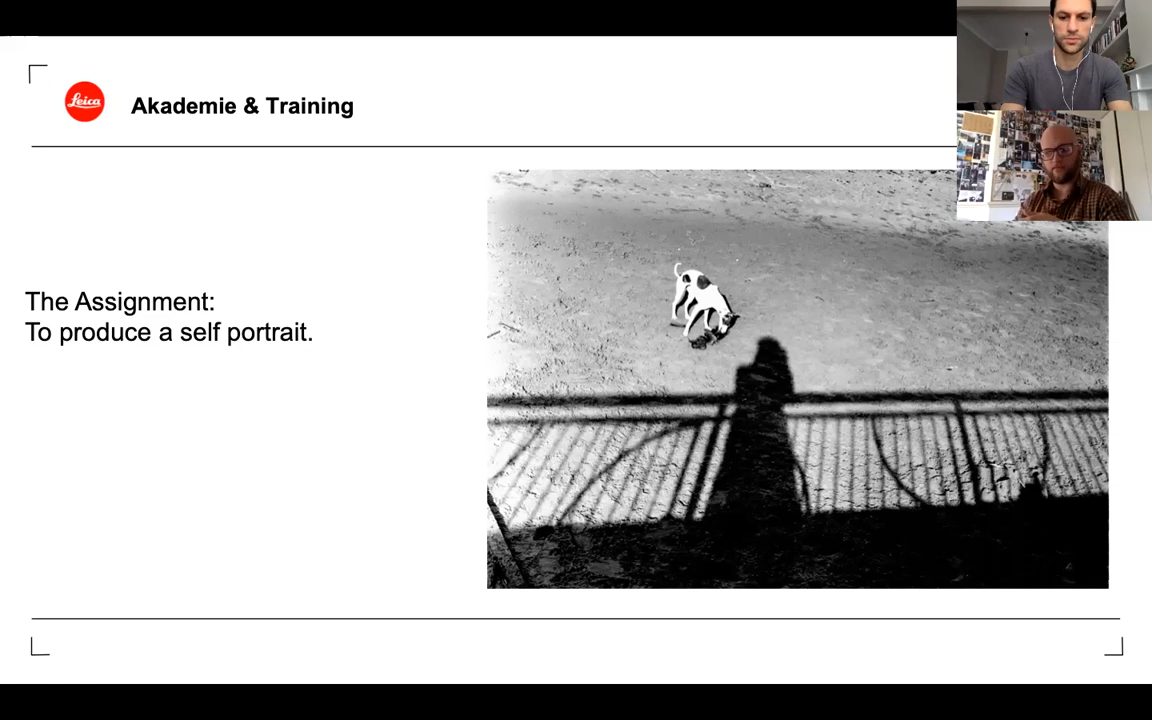 Leica
Akademie & Training
The Assignment:
To produce a self portrait.